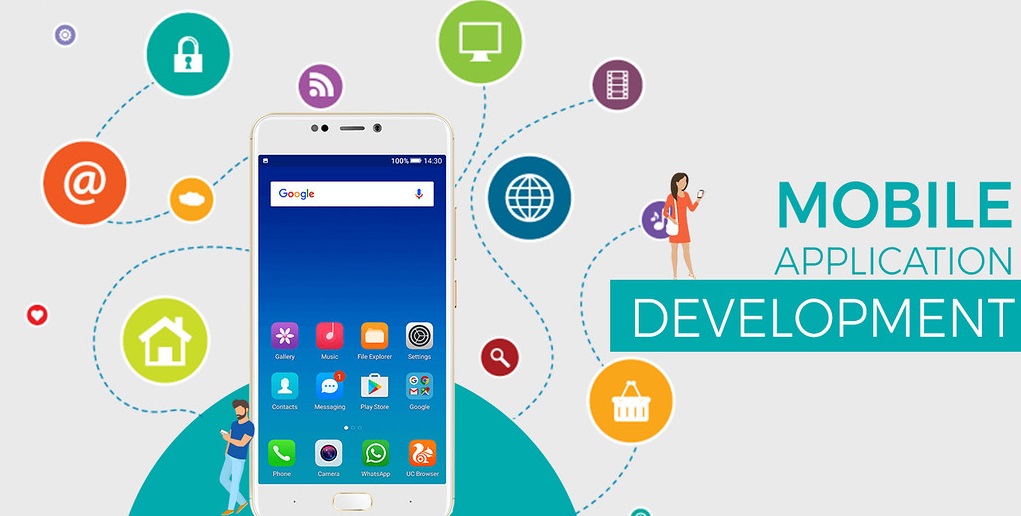 100% 14:30
Google
Gallery Music File Explorer Settings
1
Contacts Messaging Play Store Google
Phone Camera WhatsApp UC Browser
@
MOBILE
APPLICATION
DEVELOPMENT